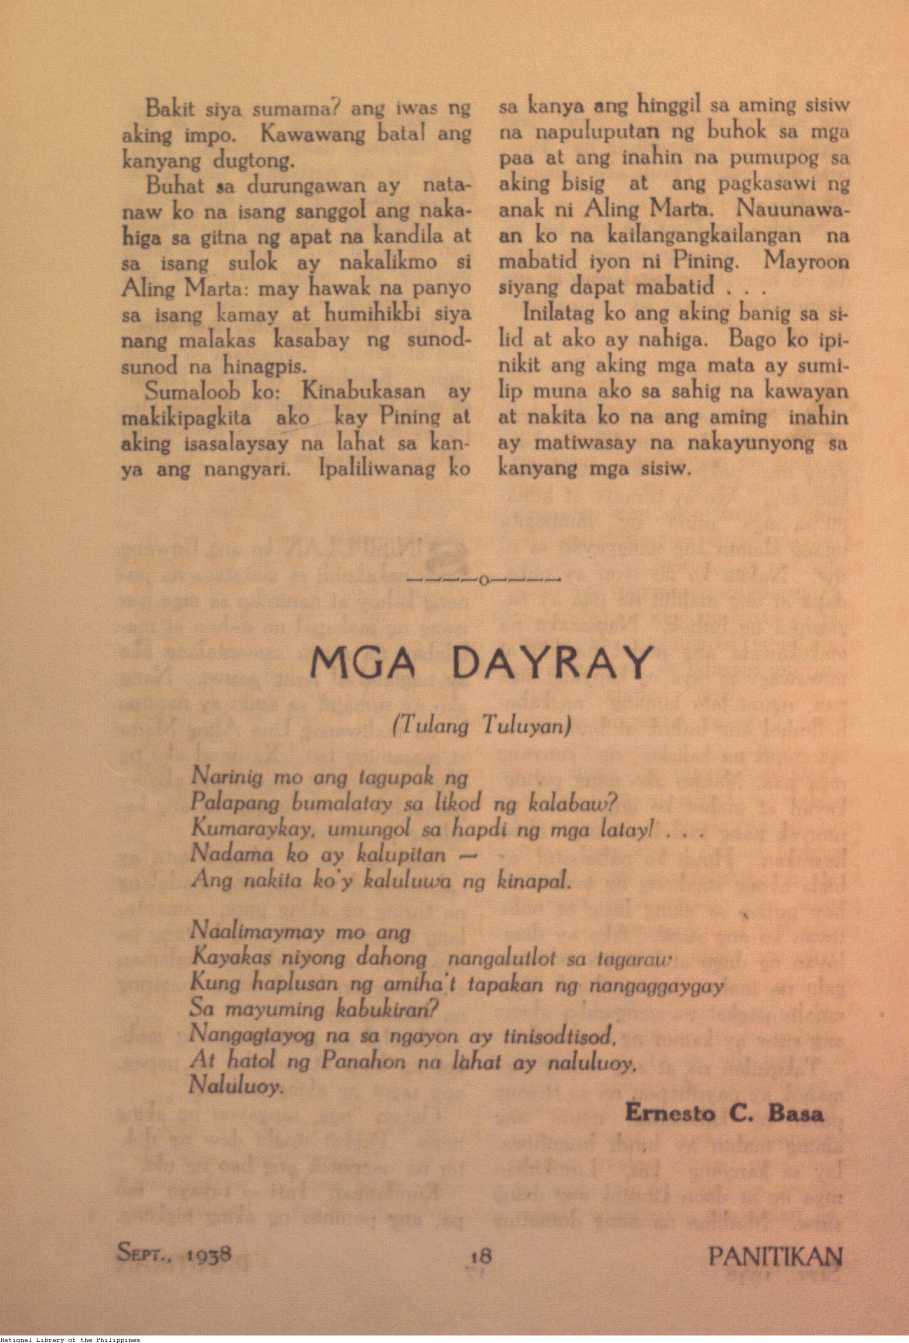 Bakit siya sumama? ang iwas ng
aking impo. Kawawang bata! ang
kanyang dugtong.
Buhat sa durungawan ay nata-
naw ko na isang sanggol ang naka-
higa sa gitna ng apat na kandila at
sa isang sulok ay nakalikmo si
Aling Marta: may hawak na panyo
sa isang kamay at humihikbi siya
nang malakas kasabay ng sunod-
sunod na hinagpis.
Sumaloob ko: Kinabukasan ay
makikipagkita ako kay Pining at
aking isasalaysay na lahat sa kan-
ya ang nangyari. Ipaliliwanag ko
sa kanya ang hinggil sa aming sisiw
na napuluputan ng buhok sa mga
paa at ang inahin na pumupog sa
aking bisig at ang pagkasawi ng
anak ni Aling Marta. Nauunawa-
an ko na kailangangkailangan na
mabatid iyon ni Pining. Mayroon
siyang dapat mabatid . . .
Inilatag ko ang aking banig sa si-
lid at ako ay nahiga. Bago ko ipi-
nikit ang aking mga mata ay sumi-
lip muna ako sa sahig na kawayan
at nakita ko na ang aming inahin
ay matiwasay na nakayunyong sa
kanyang mga sisiw.
MGA DAYRAY
(Tulang Tuluyan)
Narinig mo ang tagupak ng
Palapang bumalatay sa likod ng kalabaw?
Kumaraykay, umungol sa hapdi ng mga latay! . . .
Nadama ko ay kalupitan —
Ang nakita ko'y kaluluwa ng kinapal.
Naalimaymay mo ang
Kayakas niyong dahong nangalutlot sa tagaraw
Kung haplusan ng amiha't tapakan ng nangaggaygay
Sa mayuming kabukiran?
Nangagtayog na sa ngayon ay tinisodtisod,
At hatol ng Panahon na lahat ay naluluoy,
Naluluoy.
Ernesto C. Basa
SEPT., 1938
18
PANITIKAN
National Library of the Philippines